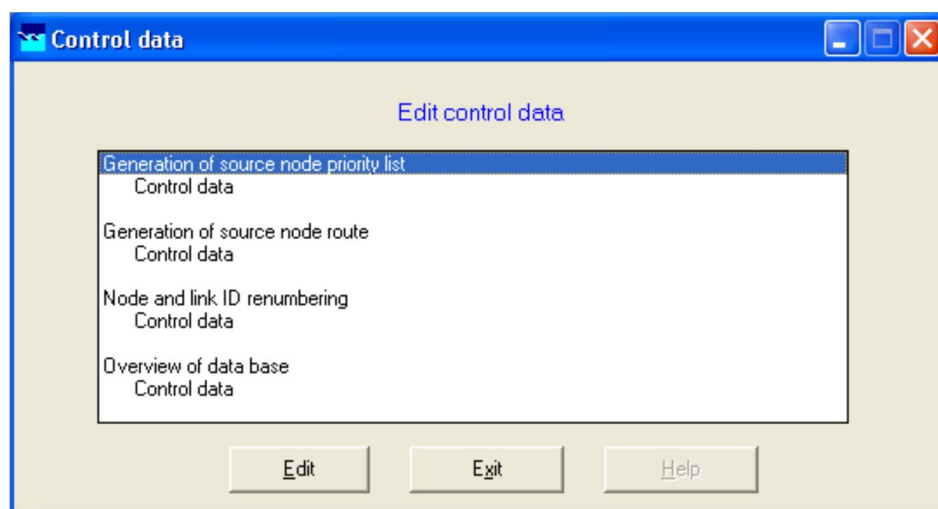 Control data
Edit control data
Generation of source node priority list
Control data
Generation of source node route
Control data
Node and link ID renumbering
Control data
Overview of data base
Control data
Edit Exit Help